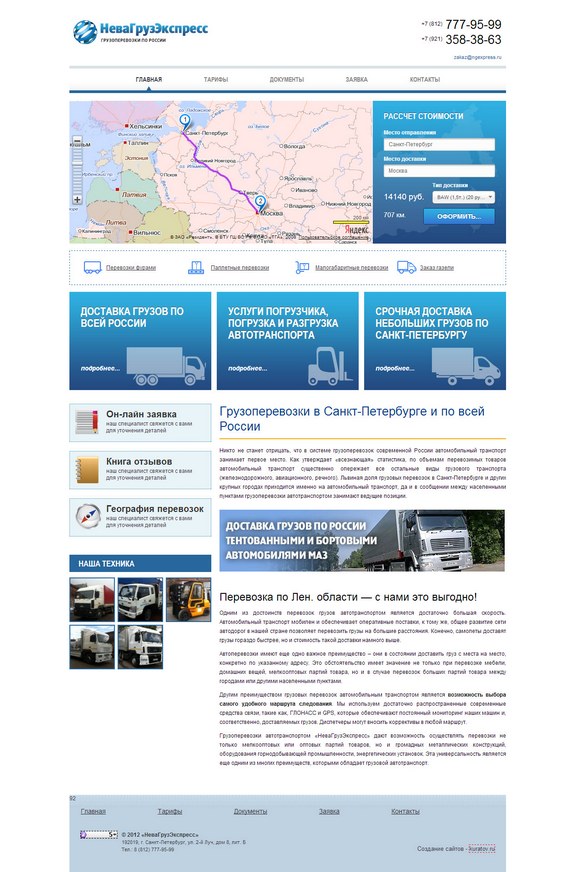 НеваГрузЭкспресс
ГРУЗОПЕРЕВОЗКИ ПО РОССИИ
+7 (812) 777-95-99
+7 (921) 358-38-63
zakaz@ngexpress.ru
ГЛАВНАЯ ТАРИФЫ ДОКУМЕНТЫ ЗАЯВКА КОНТАКТЫ
Хельсинки
Таллин
Эстония
Санкт-Петербург
Вологда
Великий Новгород
Ярославль
Латвия
Тверь
Иваново
Москва
Владимир
Нижний Новгород
Литва
Вильнюс
Калининград
Смоленск
Калуга
Рязань
Тула
200 км
Яндекс
РАССЧЕТ СТОИМОСТИ
Место отправления
Санкт-Петербург
Место доставки
Москва
Тип доставки
14140 руб. BAW (1,5т.) (20 ру...
707 км. ОФОРМИТЬ...
Перевозки фурами Паллетные перевозки Малогабаритные перевозки Заказ газели
ДОСТАВКА ГРУЗОВ ПО
ВСЕЙ РОССИИ
подробнее...
УСЛУГИ ПОГРУЗЧИКА,
ПОГРУЗКА И РАЗГРУЗКА
АВТОТРАНСПОРТА
подробнее...
СРОЧНАЯ ДОСТАВКА
НЕБОЛЬШИХ ГРУЗОВ ПО
САНКТ-ПЕТЕРБУРГУ
подробнее...
Он-лайн заявка
наш специалист свяжется с вами
для уточнения деталей
Книга отзывов
наш специалист свяжется с вами
для уточнения деталей
География перевозок
наш специалист свяжется с вами
для уточнения деталей
НАША ТЕХНИКА
Грузоперевозки в Санкт-Петербурге и по всей
России
Никто не станет отрицать, что в системе грузоперевозок современной России автомобильный транспорт
занимает первое место. Как утверждает «всезнающая» статистика, по объемам перевозимых товаров
автомобильный транспорт существенно опережает все остальные виды грузового транспорта
(железнодорожного, авиационного, речного). Львиная доля грузовых перевозок в Санкт-Петербурге и других
крупных городах приходится именно на автомобильный транспорт, да и в сообщении между населенными
пунктами грузоперевозки автотранспортом занимают ведущие позиции.
ДОСТАВКА ГРУЗОВ ПО РОССИИ
ТЕНТОВАННЫМИ И БОРТОВЫМИ
АВТОМОБИЛЯМИ МАЗ
Перевозка по Лен. области — с нами это выгодно!
Одним из достоинств перевозок грузов автотранспортом является достаточно большая скорость.
Автомобильный транспорт мобилен и обеспечивает оперативные поставки, к тому же, общее развитие сети
автодорог в нашей стране позволяет перевозить грузы на большие расстояния. Конечно, самолеты доставят
грузы гораздо быстрее, но и стоимость такой доставки намного выше.
Автоперевозки имеют еще одно важное преимущество – они в состоянии доставить груз с места на место,
конкретно по указанному адресу. Это обстоятельство имеет значение не только при перевозке мебели,
домашних вещей, мелкооптовых партий товара, но и в случае перевозок больших партий товара между
городами или другими населенными пунктами.
Другим преимуществом грузовых перевозок автомобильным транспортом является возможность выбора
самого удобного маршрута следования. Мы используем достаточно распространенные современные
средства связи, такие как, ГЛОНАСС и GPS, которые обеспечивают постоянный мониторинг наших машин и,
соответственно, доставляемых грузов. Диспетчеры могут вносить коррективы в любой маршрут.
Грузоперевозки автотранспортом «НеваГрузЭкспресс» дают возможность осуществлять перевозки не
только мелкооптовых или оптовых партий товаров, но и громадных металлических конструкций,
оборудования горнодобывающей промышленности, энергетических установок. Эта универсальность является
еще одним из многих преимуществ, которыми обладает грузовой автотранспорт.
92
Главная Тарифы Документы Заявка Контакты
© 2012 «НеваГрузЭкспресс»
192019, г. Санкт-Петербург, ул. 2-й Луч, дом 5, лит. Б
Тел.: 8 (812) 777-95-99
Создание сайтов - kuratov.ru